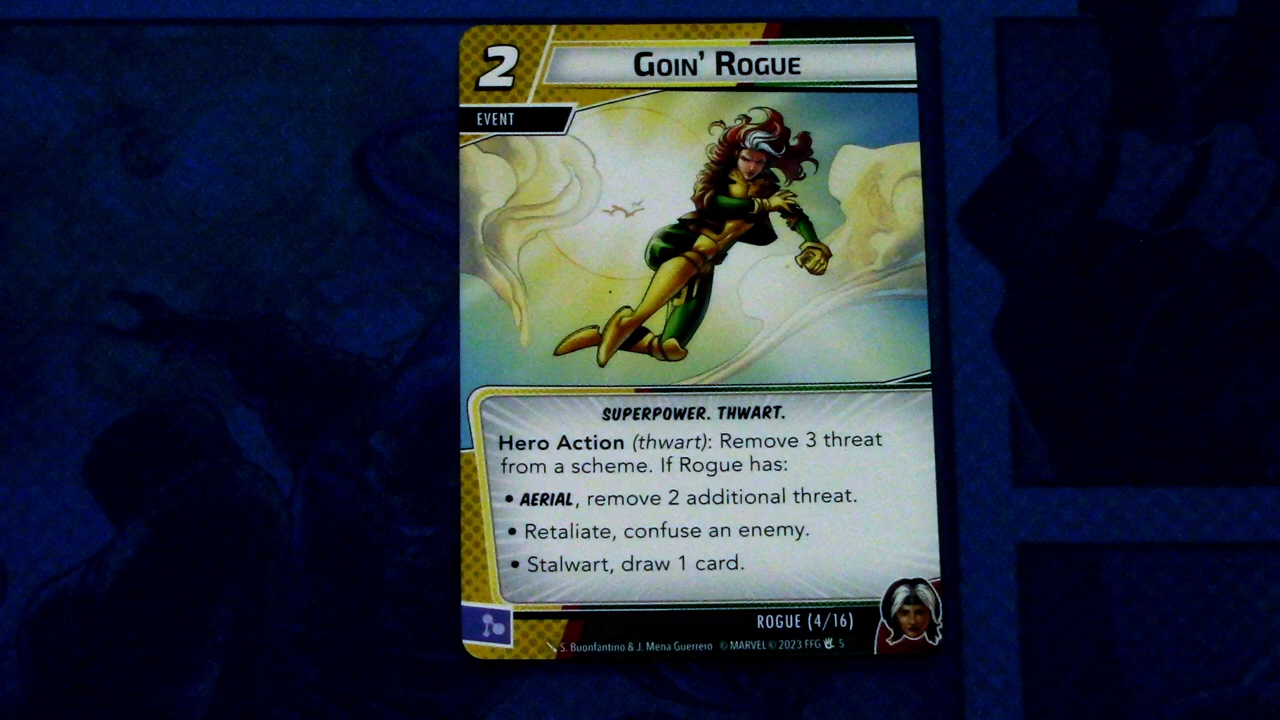 2
GOIN' ROGUE
EVENT
SUPERPOWER. THWART.
Hero Action (thwart): Remove 3 threat
from a scheme. If Rogue has:
• AERIAL, remove 2 additional threat.
• Retaliate, confuse an enemy.
• Stalwart, draw 1 card.
ROGUE (4/16)
S. Buonfantino & J. Mena Guerrero © MARVEL © 2023 FFG 5